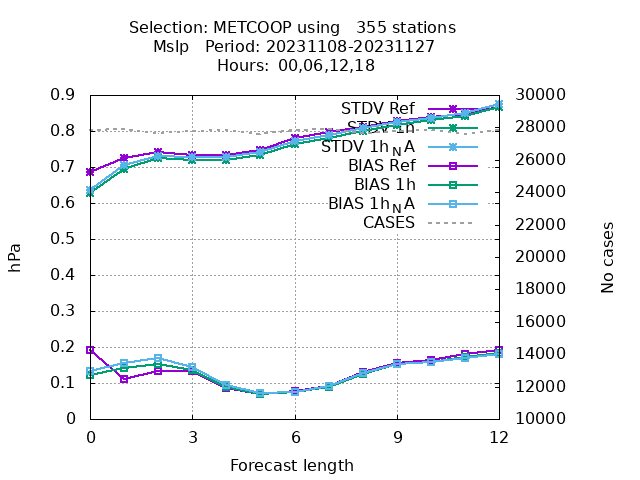 Selection: METCOOP using   355 stations
Mslp   Period: 20231108-20231127
Hours: 00,06,12,18
0.9
0.8
0.7
0.6
0.5
0.4
0.3
0.2
0.1
0
hPa
30000
28000
26000
24000
22000
20000
18000
16000
14000
12000
10000
No cases
STDV Ref
STDV 1h
STDV 1hNA
BIAS Ref
BIAS 1h
BIAS 1hNA
CASES
0 3 6 9 12
Forecast length